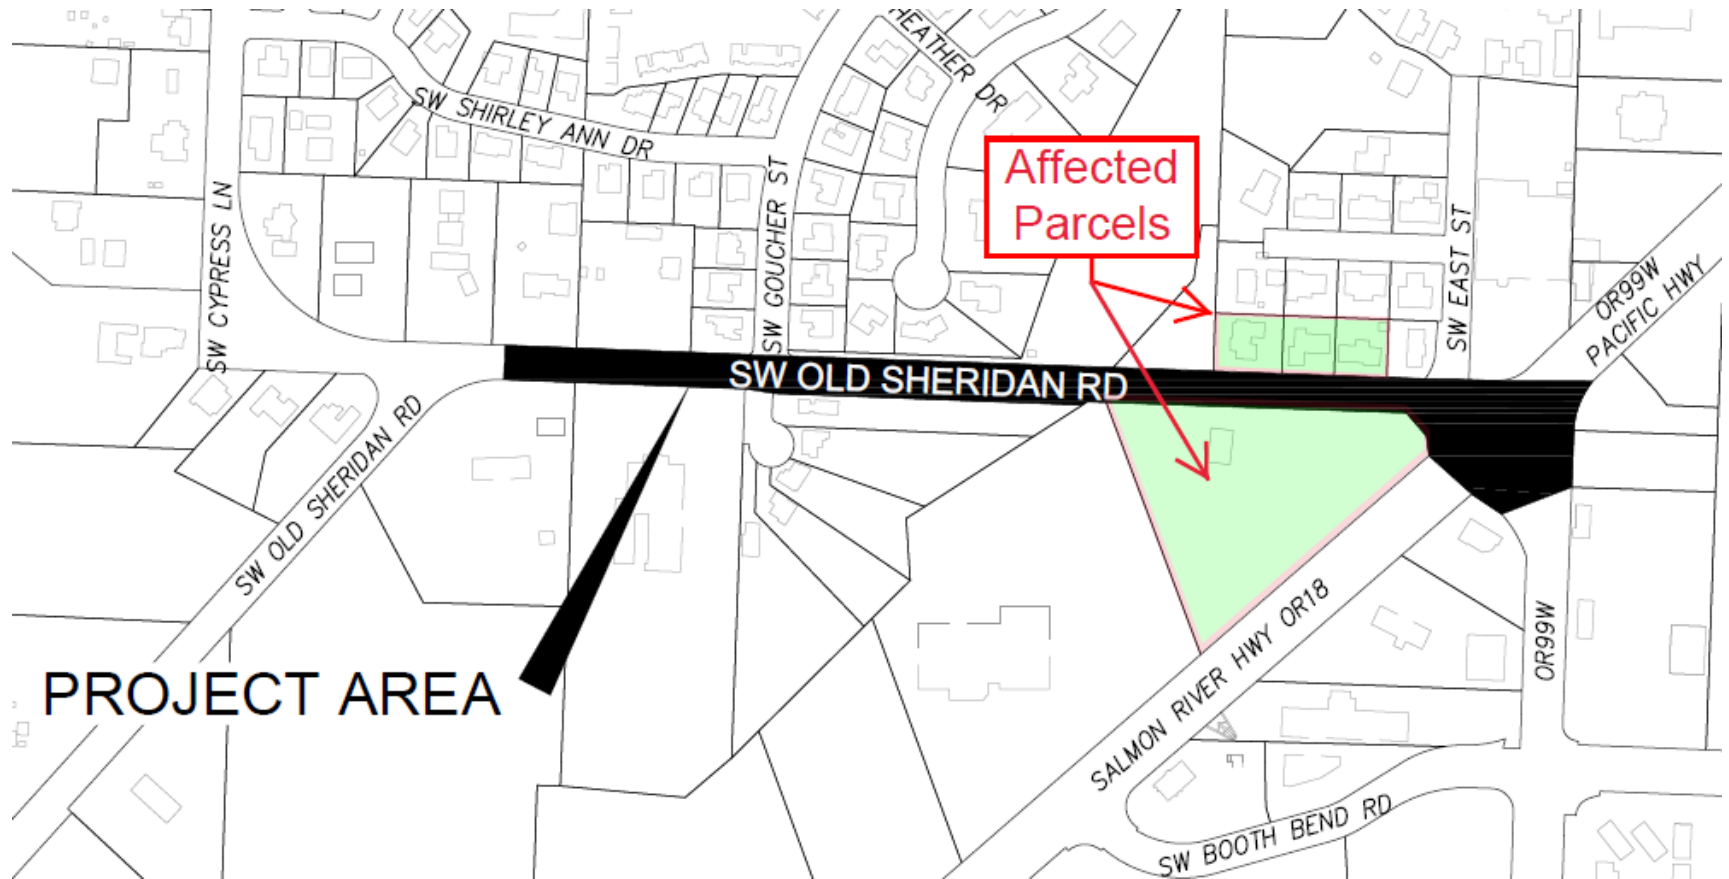 HEATHER DR
SW SHIRLEY ANN DR
Affected
Parcels
SW CYPRESS LN
SW GOUCHER ST
SW EAST ST
OR99W
PACIFIC HWY
SW OLD SHERIDAN RD
SW OLD SHERIDAN RD
PROJECT AREA
SALMON RIVER HWY OR18
OR99W
SW BOOTH BEND RD